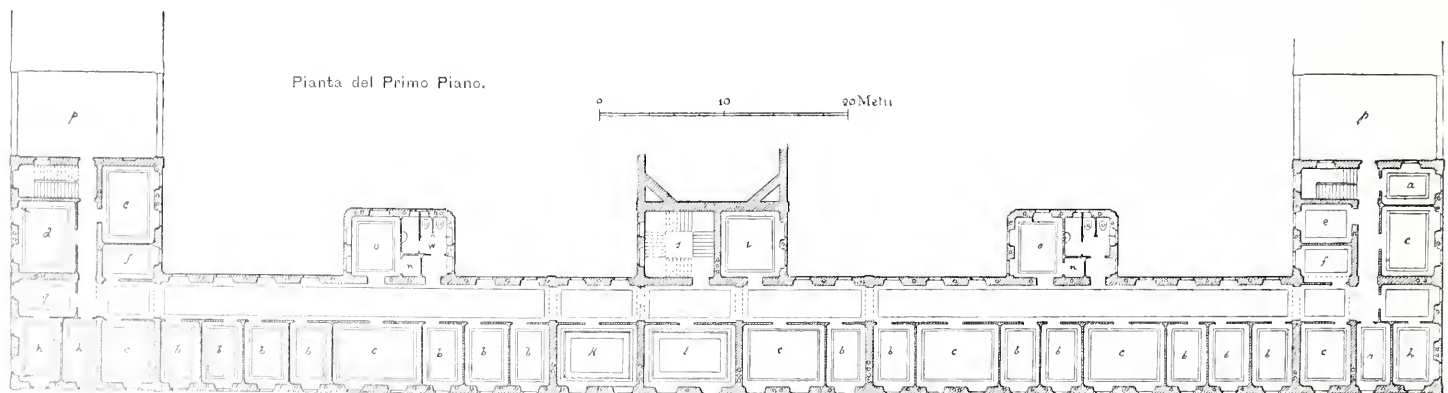 Pianta del Primo Piano.
0 10 20 Metri
p p
a
c
d e c
f f
o w s i o
n n
h h c b b b b c b b b k l c b b c b b c b b b c a h